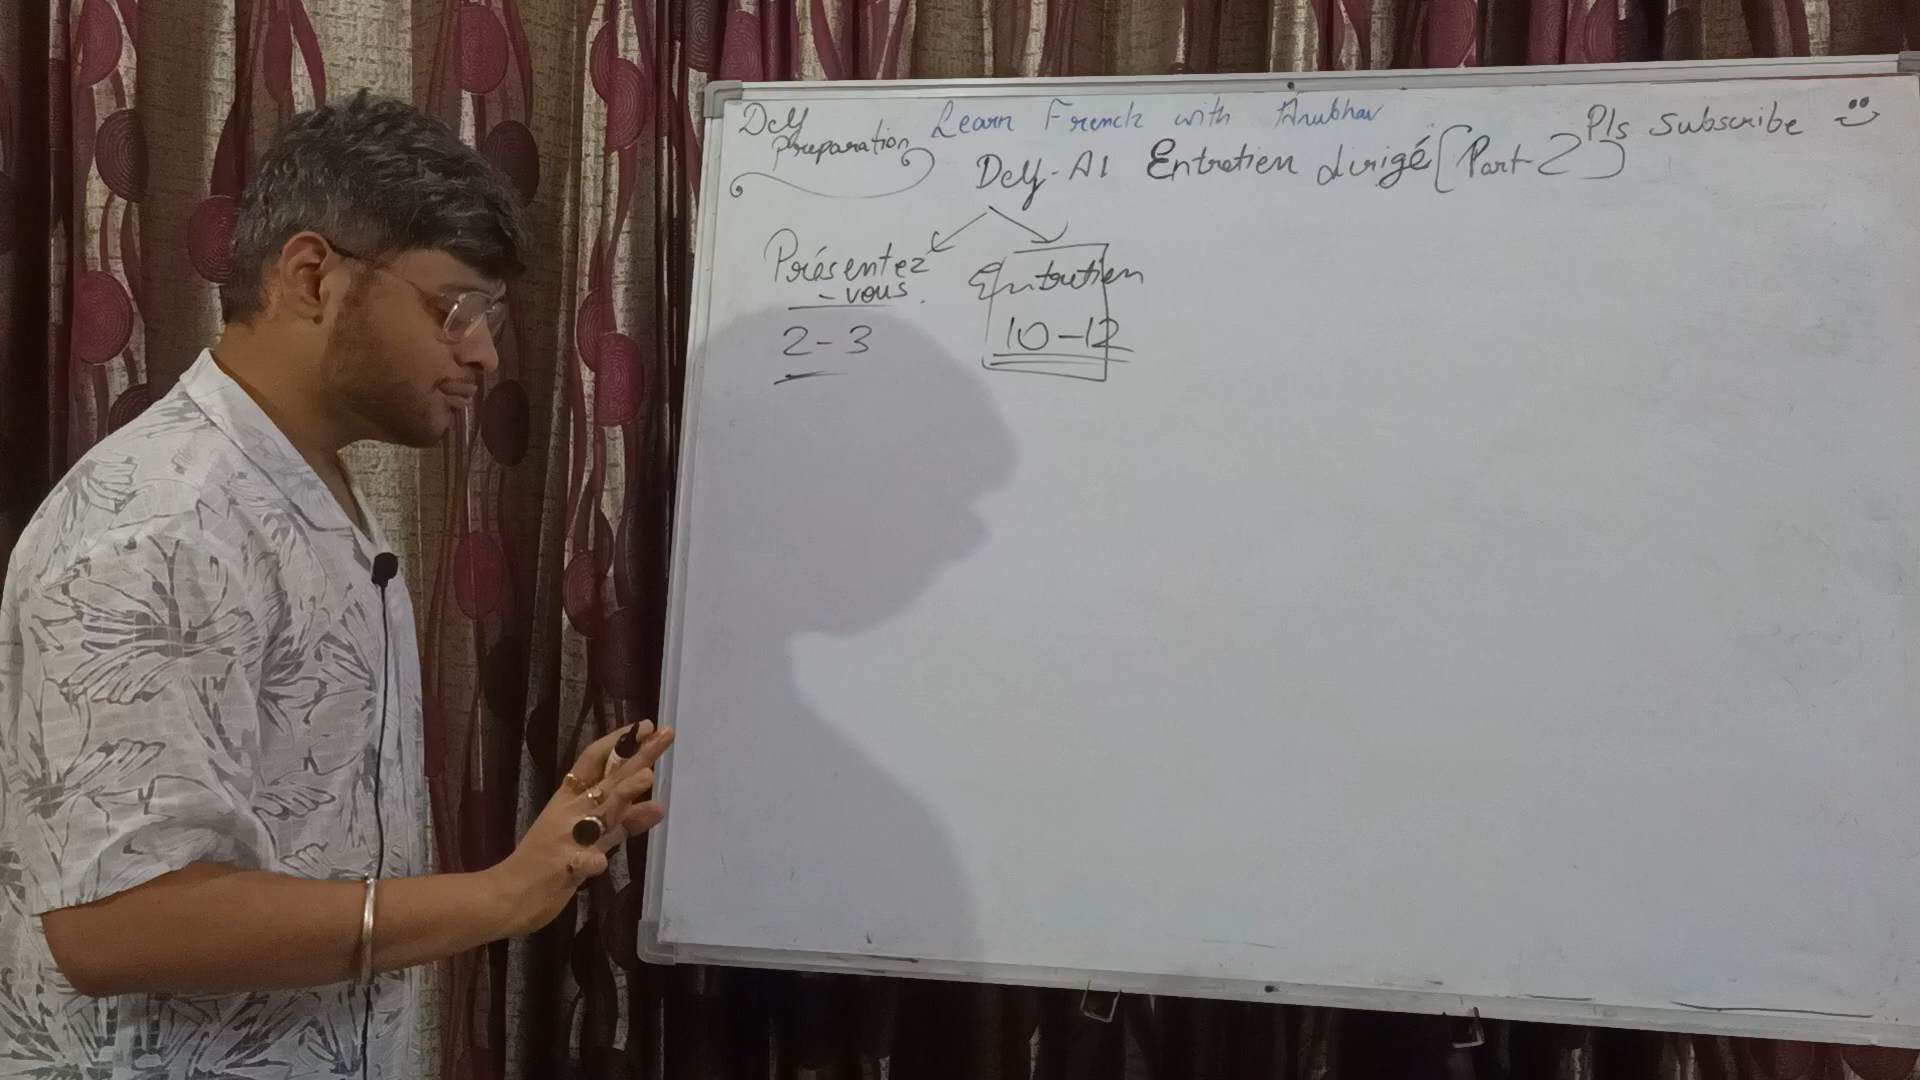 Delf Preparation
Learn French with Anubhav
Pls Subscribe
Delf-A1 Entretien dirigé [Part-2]
Présentez
-vous.
2-3
Entretien
10-12